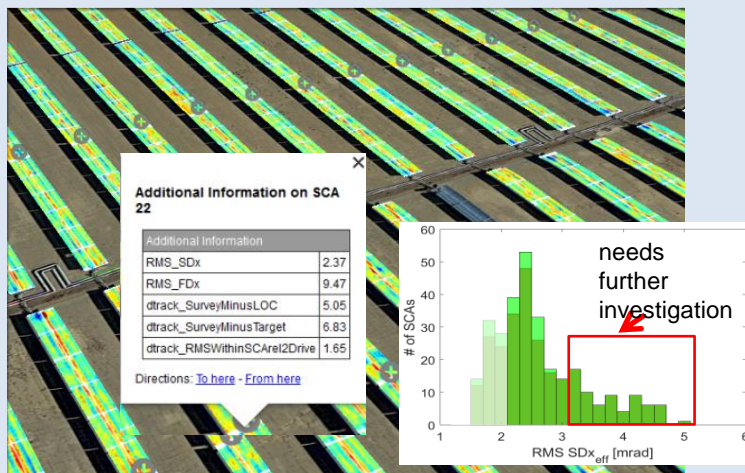 Additional Information on SCA
22
Additional Information
RMS_SDx 2.37
RMS_FDx 9.47
dtrack_SurveyMinusLOC 5.05
dtrack_SurveyMinusTarget 6.83
dtrack_RMSWithinSCArel2Drive 1.65
Directions: To here - From here
needs
further
investigation
# of SCAs
60
50
40
30
20
10
0
1 2 3 4 5 6
RMS SDx_eff [mrad]